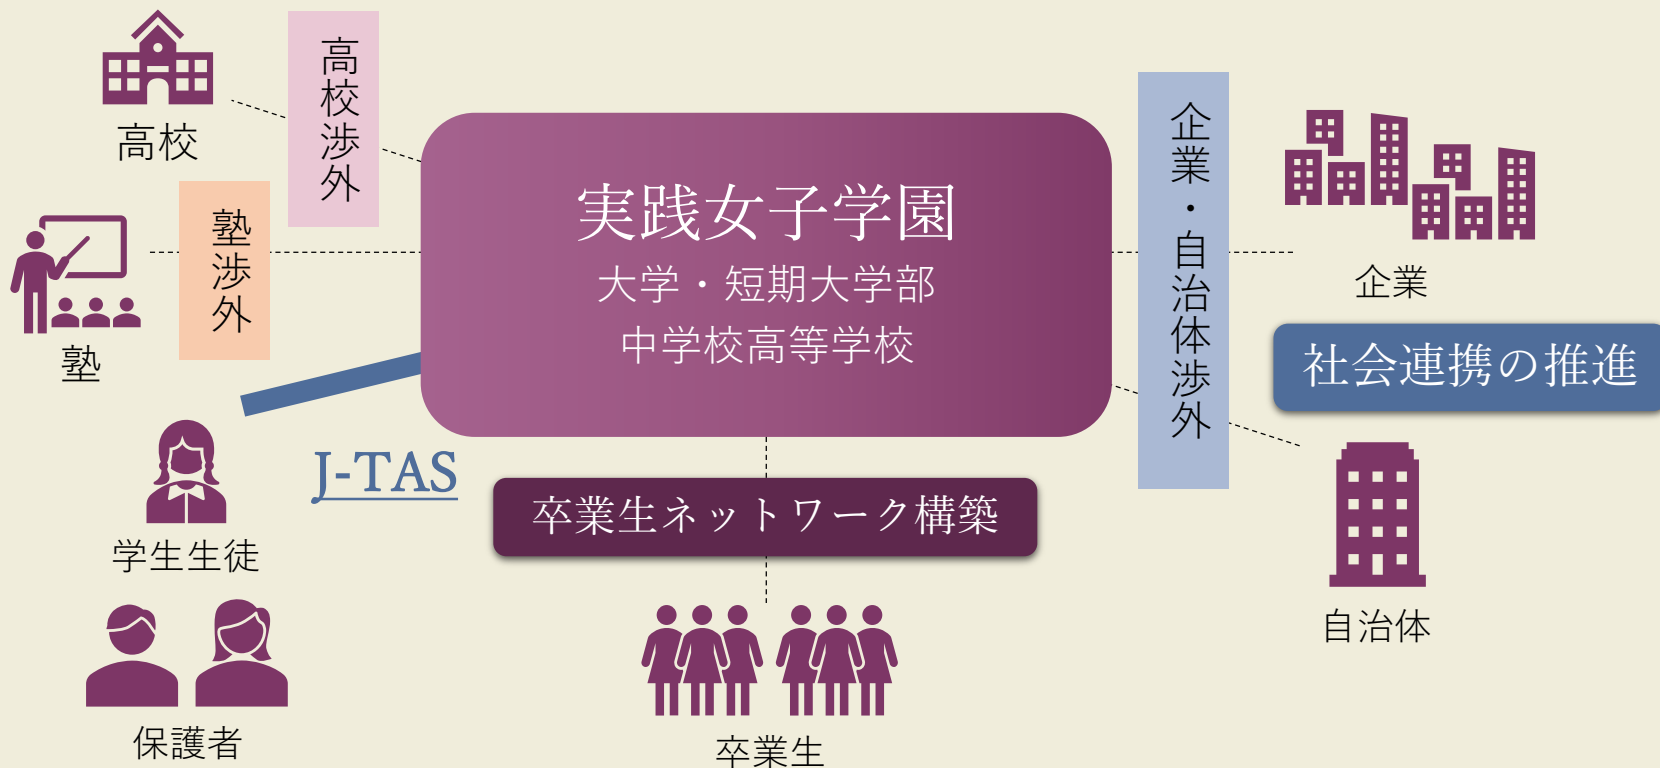 高校
高校渉外
塾
塾渉外
実践女子学園
大学・短期大学部
中学校高等学校
企業・自治体渉外
企業
社会連携の推進
自治体
J-TAS
学生生徒
保護者
卒業生ネットワーク構築
卒業生